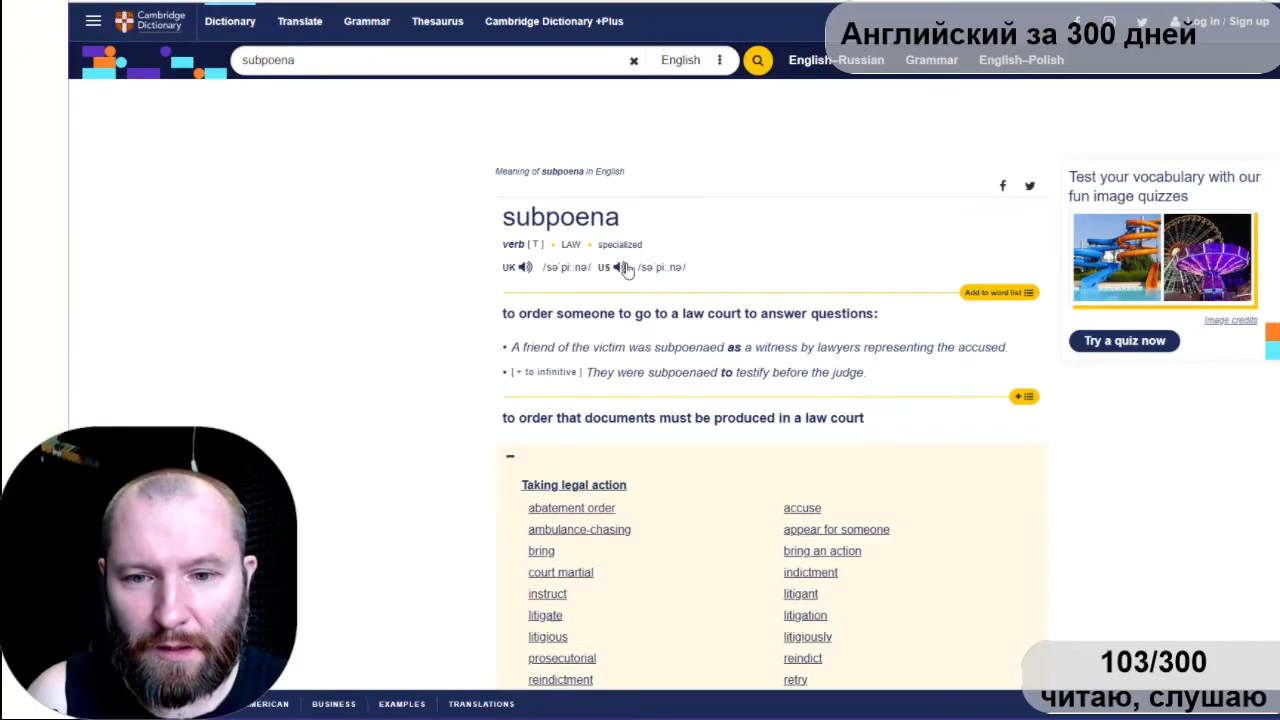 Cambridge
Dictionary
Dictionary
Translate
Grammar
Thesaurus
Cambridge Dictionary +Plus
Log in / Sign up
Английский за 300 дней
subpoena
English
English–Russian
Grammar
English–Polish
Meaning of subpoena in English
subpoena
verb [ T ] • LAW • specialized
UK /səˈpiː.nə/ US /səˈpiː.nə/
Add to word list
to order someone to go to a law court to answer questions:
• A friend of the victim was subpoenaed as a witness by lawyers representing the accused.
• [ + to infinitive ] They were subpoenaed to testify before the judge.
to order that documents must be produced in a law court
Taking legal action
abatement order
accuse
ambulance-chasing
appear for someone
bring
bring an action
court martial
indictment
instruct
litigant
litigate
litigation
litigious
litigiously
prosecutorial
reindict
reindictment
retry
Test your vocabulary with our
fun image quizzes
Image credits
Try a quiz now
103/300
читаю, слушаю
MERICAN
BUSINESS
EXAMPLES
TRANSLATIONS